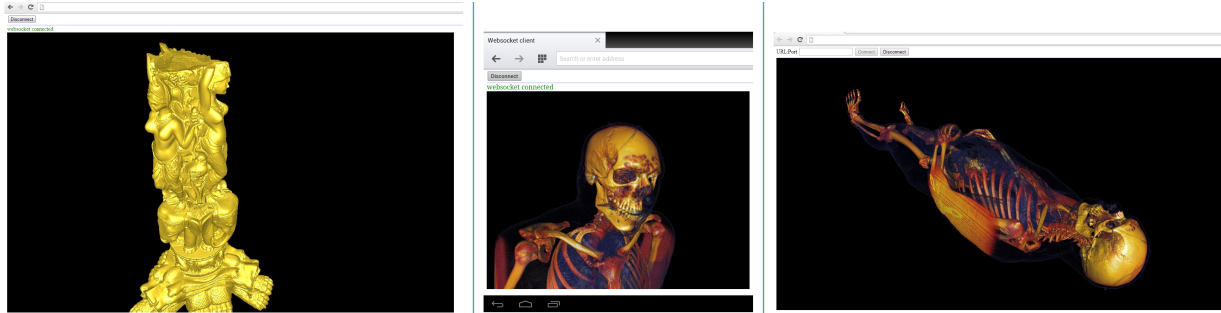 Disconnect
websocket connected
Websocket client
Search or enter address
Disconnect
websocket connected
URL:Port Connect Disconnect